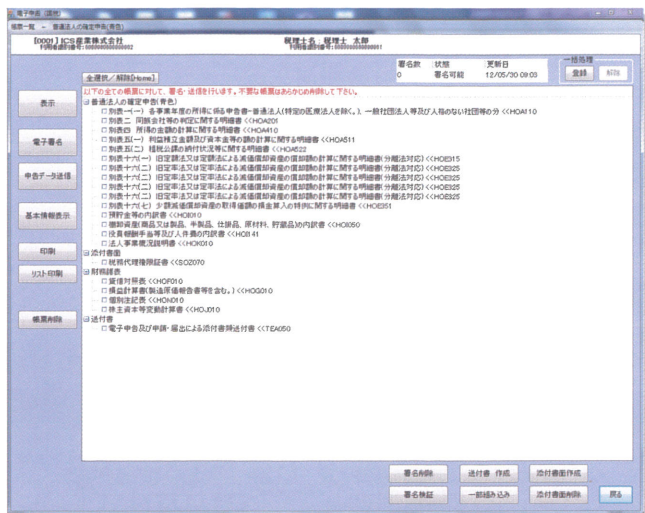 電子申告 (国税)
帳票一覧 - 普通法人の確定申告(青色)
[0001] ICS産業株式会社
税理士名：税理士 太郎
署名数 状態 更新日
0 署名可能 12/05/30 09:03
一括処理
登録 解除
全選択／解除[Home]
以下の全ての帳票に対して、署名・送信を行います。不要な帳票はあらかじめ削除して下さい。
表示
電子署名
申告データ送信
基本情報表示
印刷
リスト印刷
帳票削除
普通法人の確定申告(青色)
別表一(一) 各事業年度の所得に係る申告書-普通法人(特定の医療法人を除く。)、一般社団法人等及び人格のない社団等の分 <<HOA110
別表二 同族会社等の判定に関する明細書 <<HOA201
別表四 所得の金額の計算に関する明細書 <<HOA410
別表五(一) 利益積立金額及び資本金等の額の計算に関する明細書 <<HOA511
別表五(二) 租税公課の納付状況等に関する明細書 <<HOA522
別表十六(一) 旧定額法又は定額法による減価償却資産の償却額の計算に関する明細書(分離法対応) <<HOE315
別表十六(二) 旧定率法又は定率法による減価償却資産の償却額の計算に関する明細書(分離法対応) <<HOE325
別表十六(二) 旧定率法又は定率法による減価償却資産の償却額の計算に関する明細書(分離法対応) <<HOE325
別表十六(二) 旧定率法又は定率法による減価償却資産の償却額の計算に関する明細書(分離法対応) <<HOE325
別表十六(七) 少額減価償却資産の取得価額の損金算入の特例に関する明細書 <<HOE951
預貯金等の内訳書 <<HOI010
棚卸資産(商品又は製品、半製品、仕掛品、原材料、貯蔵品)の内訳書 <<HOI050
役員報酬手当等及び人件費の内訳書 <<HOI141
法人事業概況説明書 <<HOK010
添付書面
税務代理権限証書 <<SOZ070
財務諸表
貸借対照表 <<HOF010
損益計算書(製造原価報告書等を含む。) <<HOG010
個別注記表 <<HON010
株主資本等変動計算書 <<HOJ010
送付書
電子申告及び申請・届出による添付書類送付書 <<TEA050
署名削除 送付書 作成 添付書面作成
署名検証 一部組み込み 添付書面削除 戻る